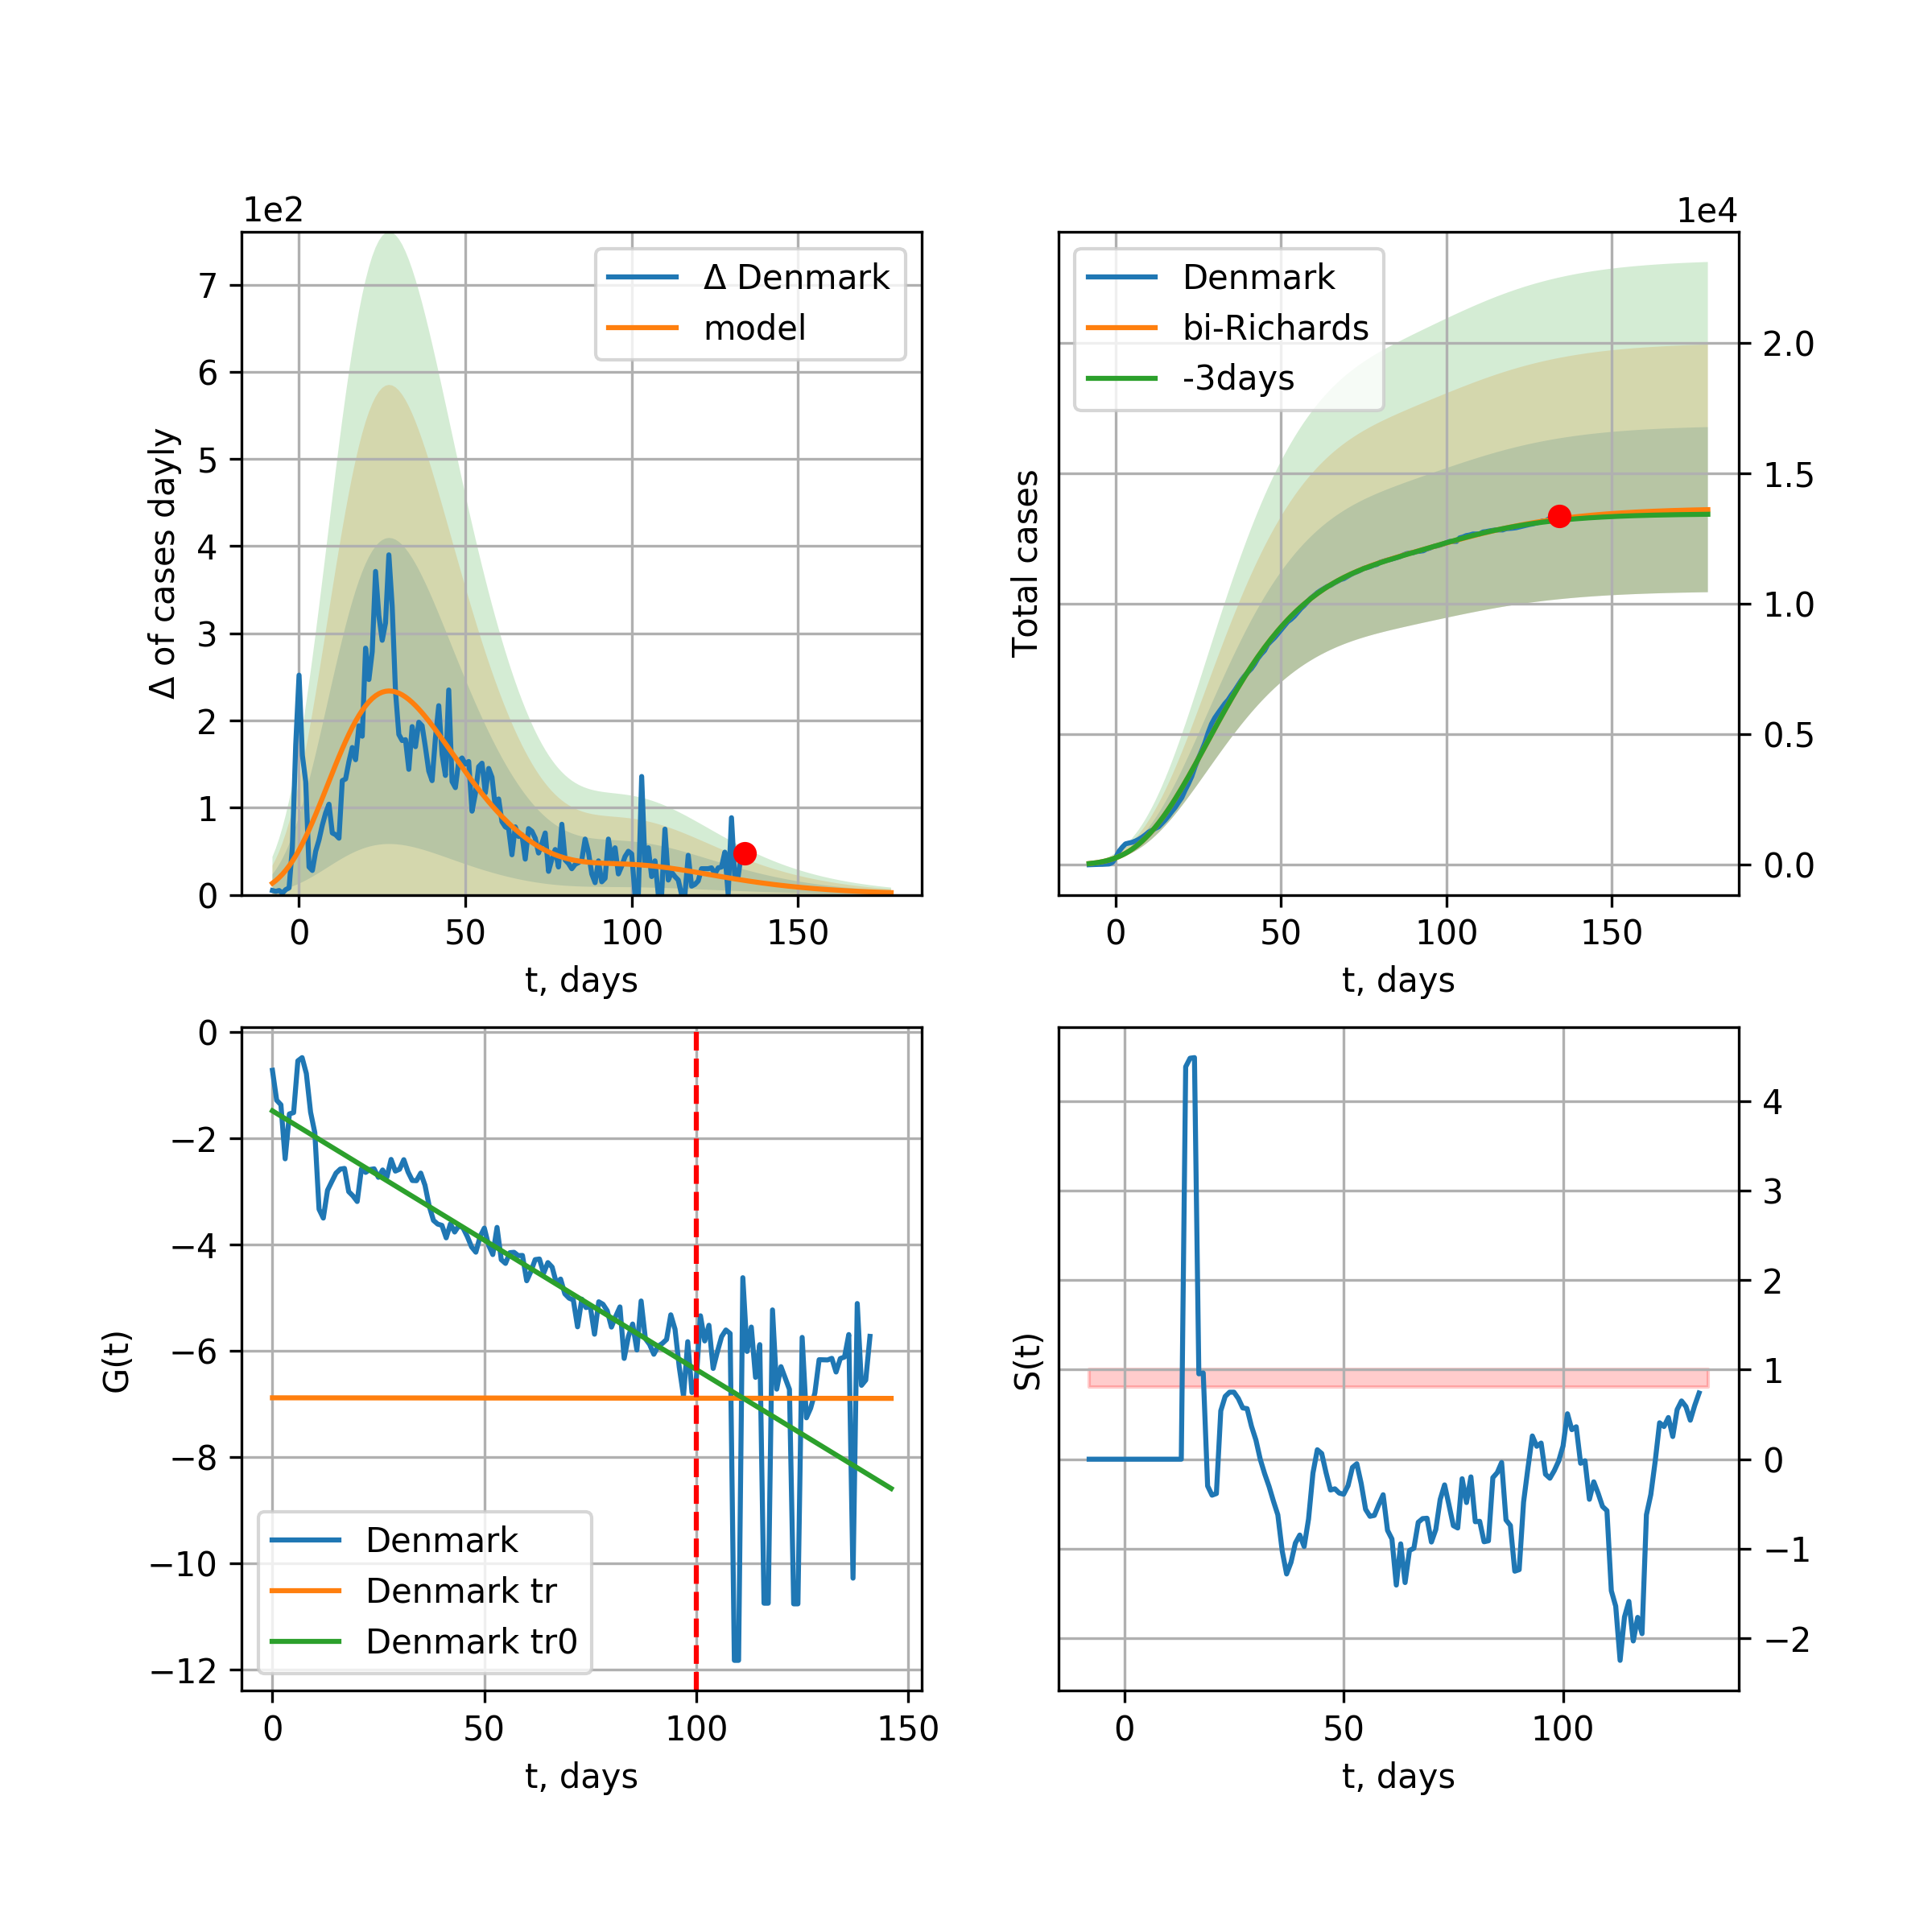 1e2
7
6
5
4
3
2
1
0
Δ of cases dayly
Δ Denmark
model
0 50 100 150
t, days
1e4
Total cases
Denmark
bi-Richards
-3days
2.0
1.5
1.0
0.5
0.0
0 50 100 150
t, days
0
−2
−4
−6
−8
−10
−12
G(t)
Denmark
Denmark tr
Denmark tr0
0 50 100 150
t, days
S(t)
4
3
2
1
0
−1
−2
0 50 100
t, days